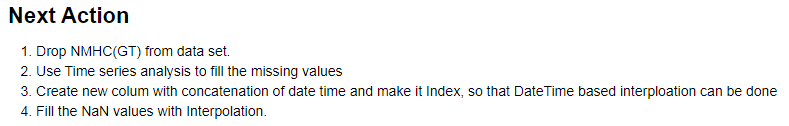 Next Action
1. Drop NMHC(GT) from data set.
2. Use Time series analysis to fill the missing values
3. Create new colum with concatenation of date time and make it Index, so that DateTime based interploation can be done
4. Fill the NaN values with Interpolation.